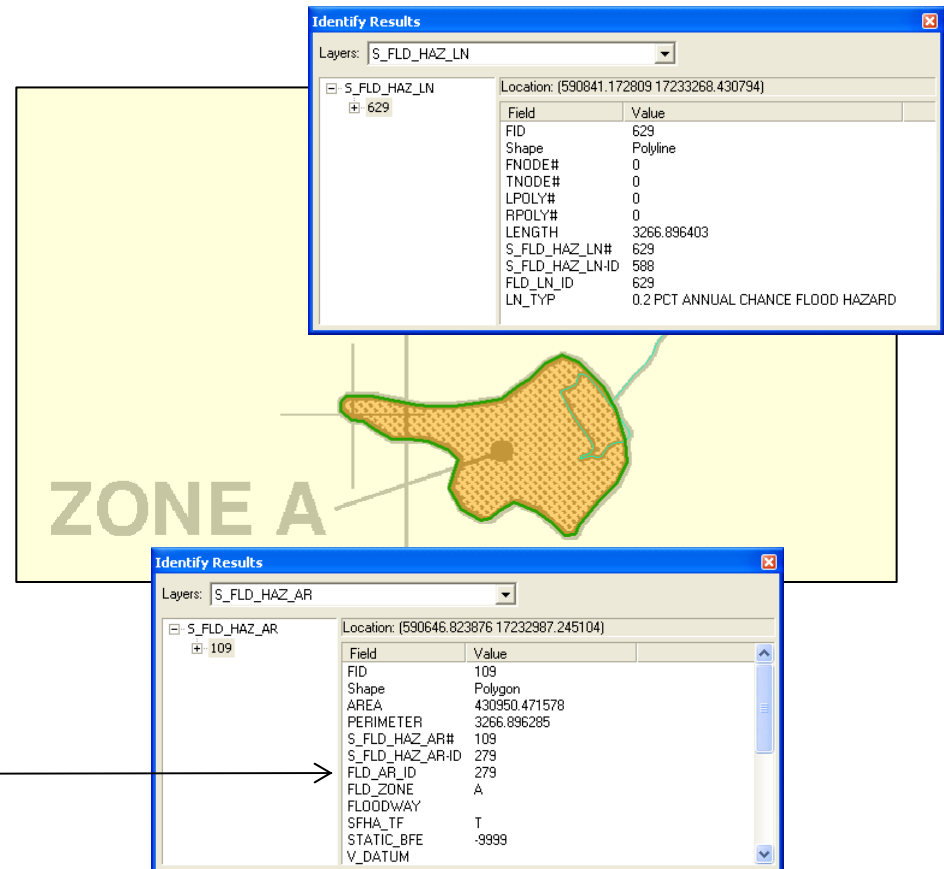 Identify Results
Layers: S_FLD_HAZ_LN
S_FLD_HAZ_LN
629
Location: (590841.172809 17233268.430794)
Field Value
FID 629
Shape Polyline
FNODE# 0
TNODE# 0
LPOLY# 0
RPOLY# 0
LENGTH 3266.896403
S_FLD_HAZ_LN# 629
S_FLD_HAZ_LN-ID 588
FLD_LN_ID 629
LN_TYP 0.2 PCT ANNUAL CHANCE FLOOD HAZARD
ZONE A
Identify Results
Layers: S_FLD_HAZ_AR
S_FLD_HAZ_AR
109
Location: (590646.823876 17232987.245104)
Field Value
FID 109
Shape Polygon
AREA 430950.471578
PERIMETER 3266.896285
S_FLD_HAZ_AR# 109
S_FLD_HAZ_AR-ID 279
FLD_AR_ID 279
FLD_ZONE A
FLOODWAY
SFHA_TF T
STATIC_BFE -9999
V_DATUM